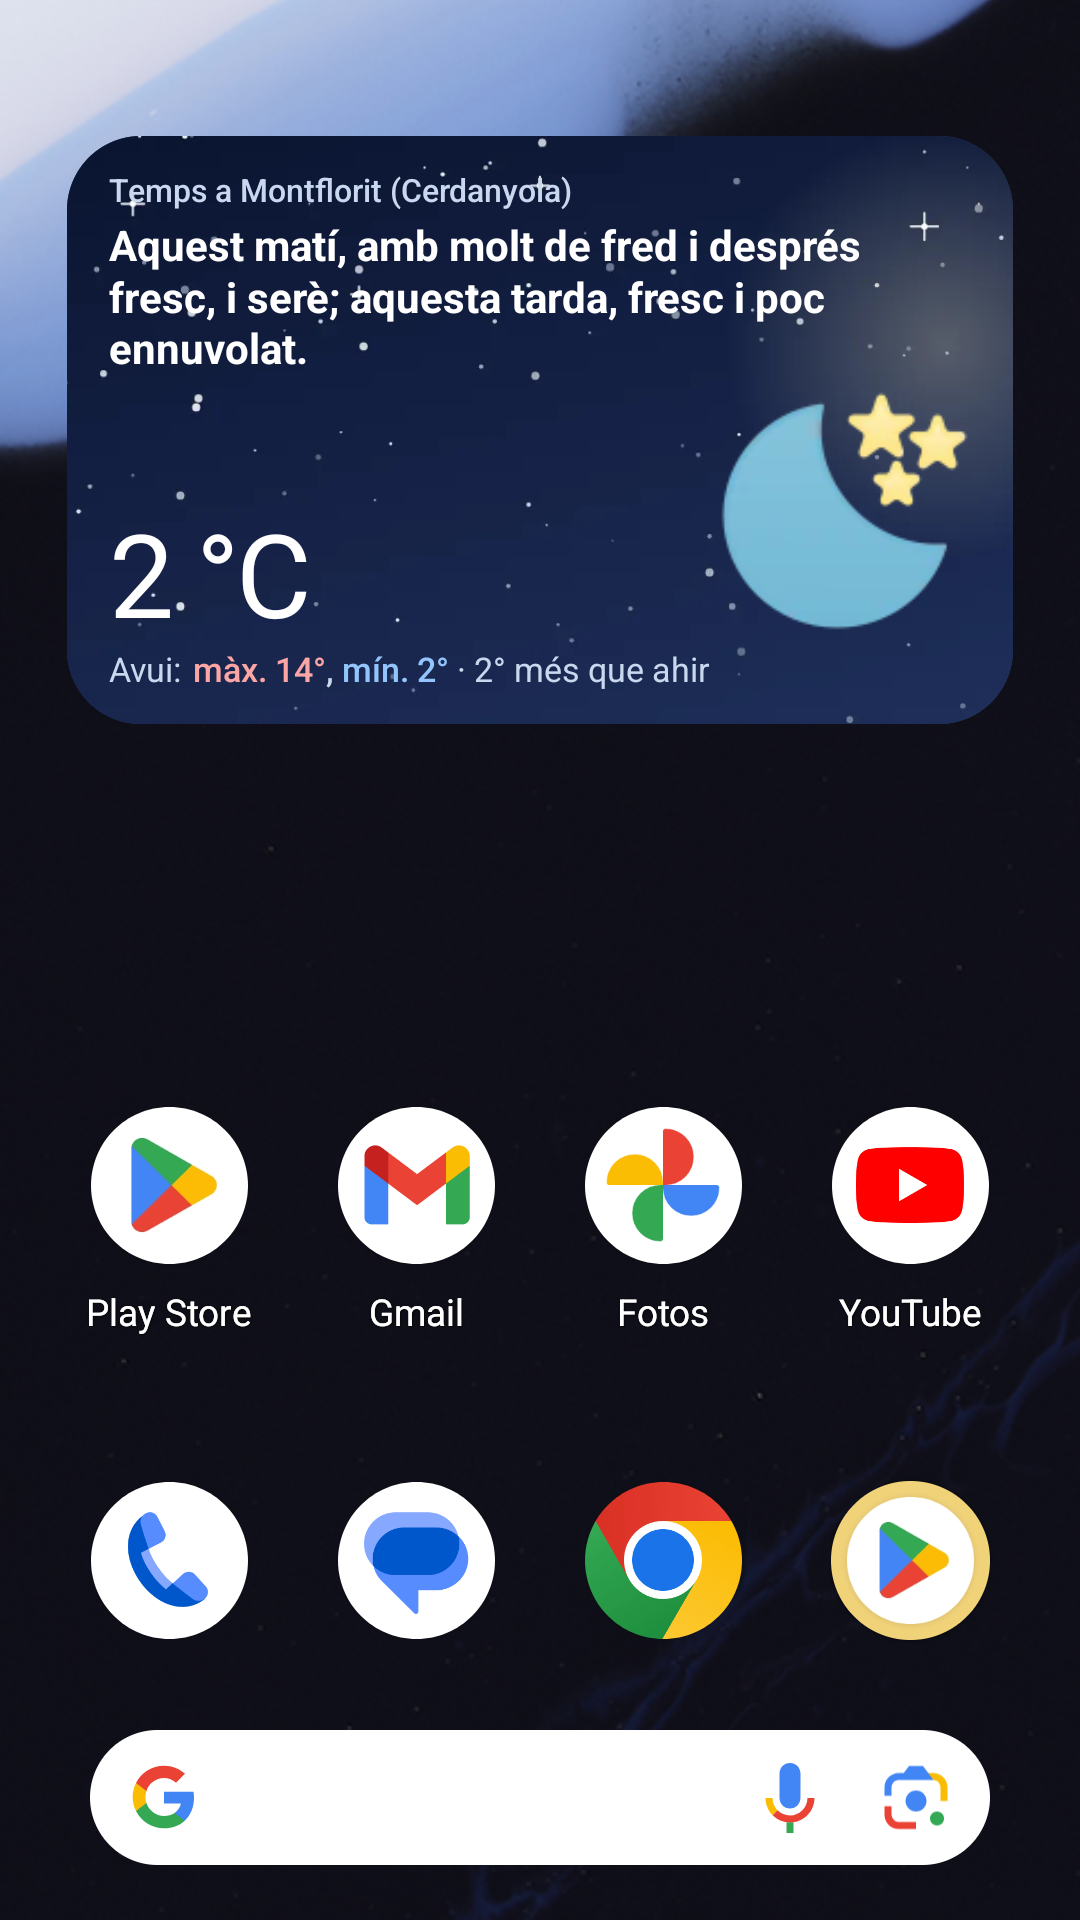 Temps a Montflorit (Cerdanyola)
Aquest matí, amb molt de fred i després
fresc, i serè; aquesta tarda, fresc i poc
ennuvolat.
2 °C
Avui: màx. 14°, mín. 2° · 2° més que ahir
Play Store
Gmail
Fotos
YouTube